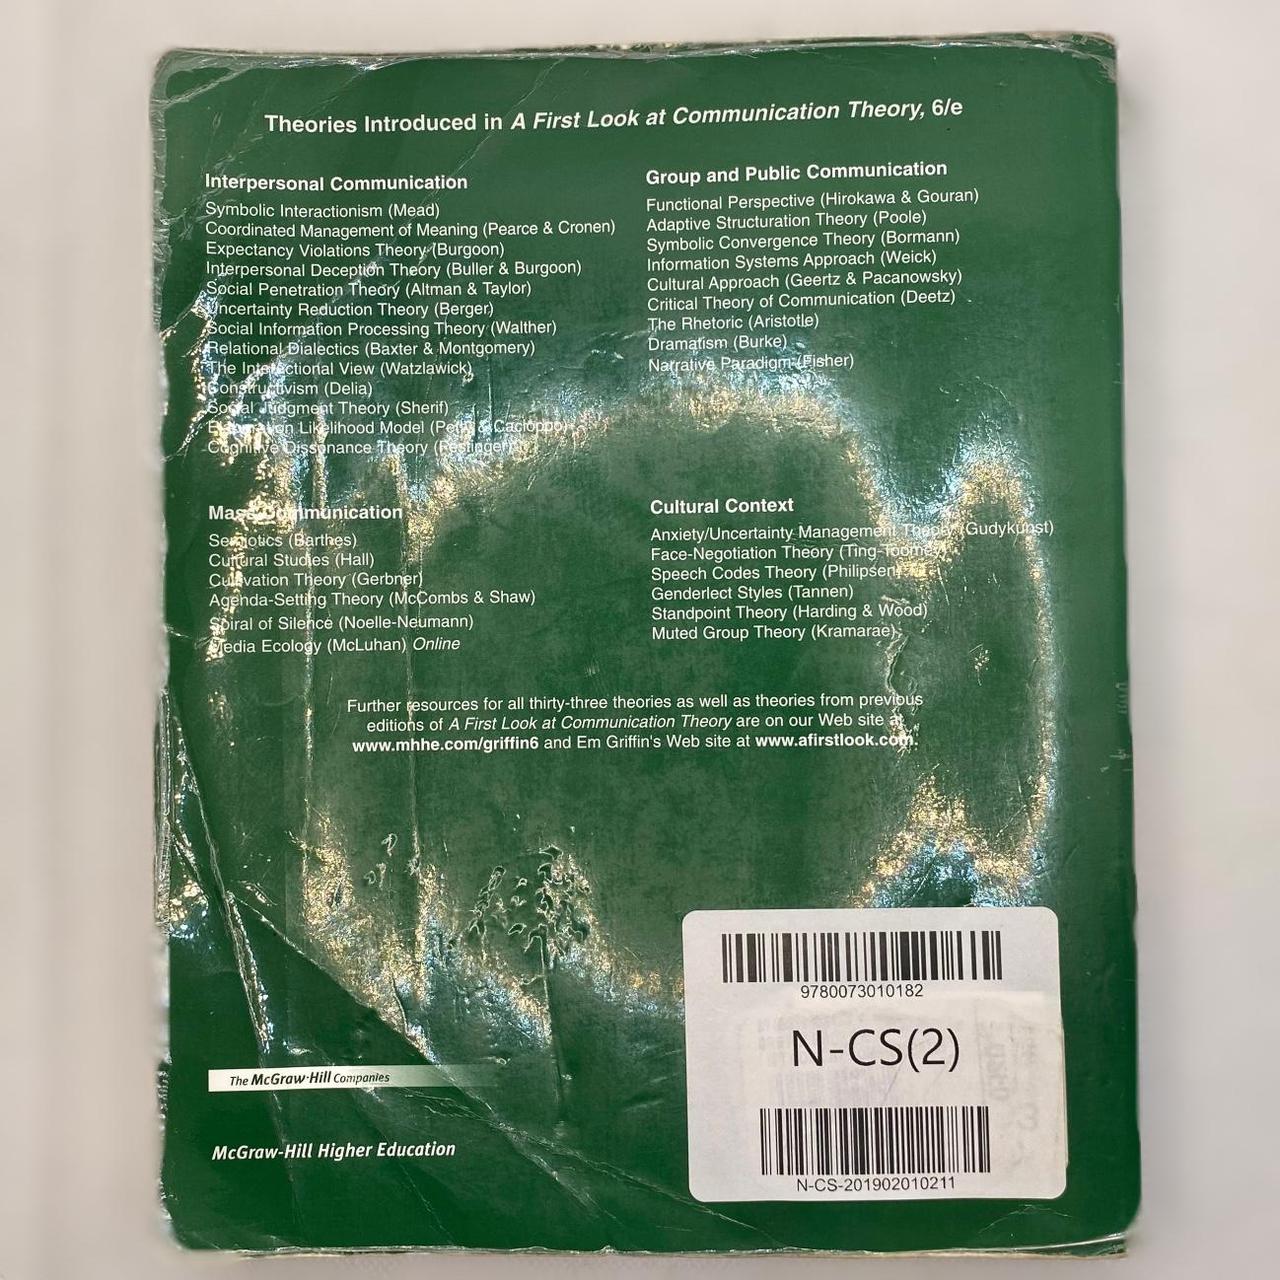 Theories Introduced in A First Look at Communication Theory, 6/e
Interpersonal Communication
Symbolic Interactionism (Mead)
Coordinated Management of Meaning (Pearce & Cronen)
Expectancy Violations Theory (Burgoon)
Interpersonal Deception Theory (Buller & Burgoon)
Social Penetration Theory (Altman & Taylor)
Uncertainty Reduction Theory (Berger)
Social Information Processing Theory (Walther)
Relational Dialectics (Baxter & Montgomery)
The Interactional View (Watzlawick)
Constructivism (Delia)
Social Judgment Theory (Sherif)
Elaboration Likelihood Model (Petty & Cacioppo)
Cognitive Dissonance Theory (Festinger)
Group and Public Communication
Functional Perspective (Hirokawa & Gouran)
Adaptive Structuration Theory (Poole)
Symbolic Convergence Theory (Bormann)
Information Systems Approach (Weick)
Cultural Approach (Geertz & Pacanowsky)
Critical Theory of Communication (Deetz)
The Rhetoric (Aristotle)
Dramatism (Burke)
Narrative Paradigm (Fisher)
Mass Communication
Semiotics (Barthes)
Cultural Studies (Hall)
Cultivation Theory (Gerbner)
Agenda-Setting Theory (McCombs & Shaw)
Spiral of Silence (Noelle-Neumann)
Media Ecology (McLuhan) Online
Cultural Context
Anxiety/Uncertainty Management Theory (Gudykunst)
Face-Negotiation Theory (Ting-Toomey)
Speech Codes Theory (Philipsen)
Genderlect Styles (Tannen)
Standpoint Theory (Harding & Wood)
Muted Group Theory (Kramarae)
Further resources for all thirty-three theories as well as theories from previous
editions of A First Look at Communication Theory are on our Web site at
www.mhhe.com/griffin6 and Em Griffin's Web site at www.afirstlook.com.
9780073010182
N-CS(2)
N-CS-201902010211
The McGraw·Hill Companies
McGraw-Hill Higher Education